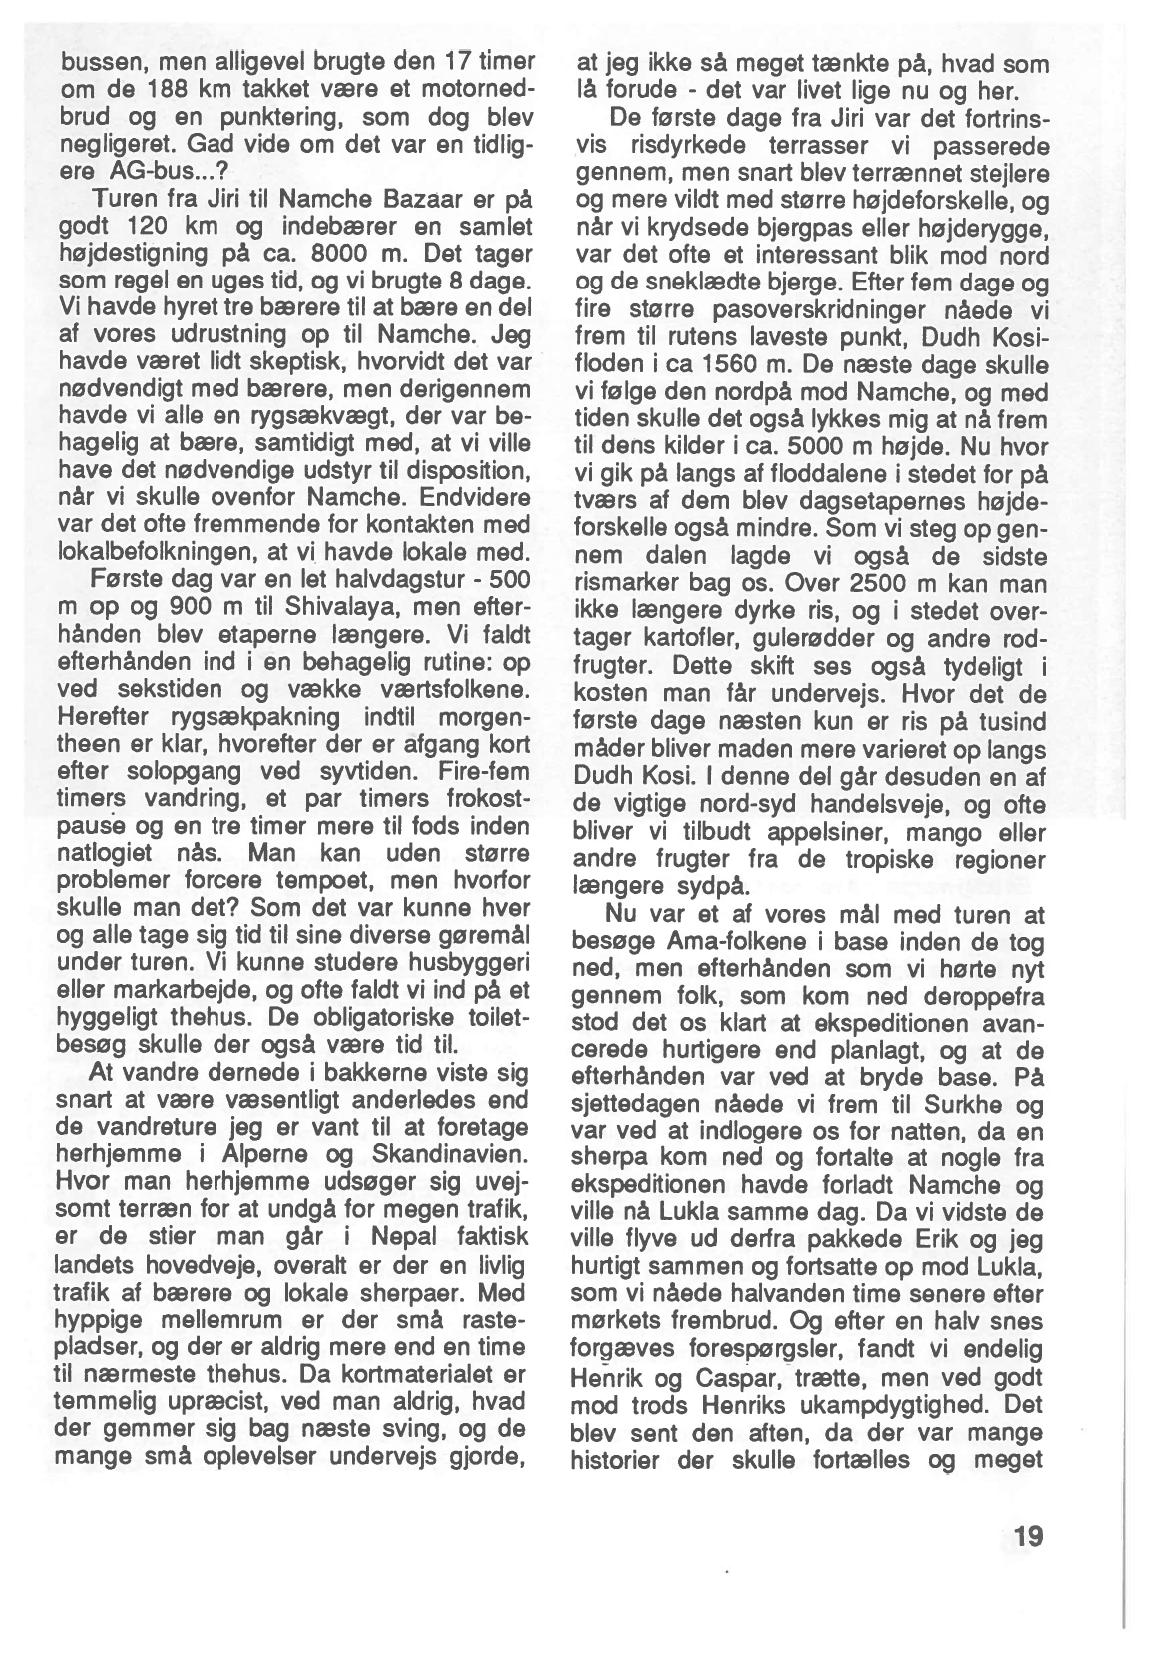 bussen, men alligevel brugte den 17 timer
om de 188 km takket være et motorned-
brud og en punktering, som dog blev
negligeret. Gad vide om det var en tidlig-
ere AG-bus...?
Turen fra Jiri til Namche Bazaar er på
godt 120 km og indebærer en samlet
højdestigning på ca. 8000 m. Det tager
som regel en uges tid, og vi brugte 8 dage.
Vi havde hyret tre bærere til at bære en del
af vores udrustning op til Namche. Jeg
havde været lidt skeptisk, hvorvidt det var
nødvendigt med bærere, men derigennem
havde vi alle en rygsækvægt, der var be-
hagelig at bære, samtidigt med, at vi ville
have det nødvendige udstyr til disposition,
når vi skulle ovenfor Namche. Endvidere
var det ofte fremmende for kontakten med
lokalbefolkningen, at vi havde lokale med.
Første dag var en let halvdagstur - 500
m op og 900 m til Shivalaya, men efter-
hånden blev etaperne længere. Vi faldt
efterhånden ind i en behagelig rutine: op
ved sekstiden og vække værtsfolkene.
Herefter rygsækpakning indtil morgen-
theen er klar, hvorefter der er afgang kort
efter solopgang ved syvtiden. Fire-fem
timers vandring, et par timers frokost-
pause og en tre timer mere til fods inden
natlogiet nås. Man kan uden større
problemer forcere tempoet, men hvorfor
skulle man det? Som det var kunne hver
og alle tage sig tid til sine diverse gøremål
under turen. Vi kunne studere husbyggeri
eller markarbejde, og ofte faldt vi ind på et
hyggeligt thehus. De obligatoriske toilet-
besøg skulle der også være tid til.
At vandre dernede i bakkerne viste sig
snart at være væsentligt anderledes end
de vandreture jeg er vant til at foretage
herhjemme i Alperne og Skandinavien.
Hvor man herhjemme udsøger sig uvej-
somt terræn for at undgå for megen trafik,
er de stier man går i Nepal faktisk
landets hovedveje, overalt er der en livlig
trafik af bærere og lokale sherpaer. Med
hyppige mellemrum er der små raste-
pladser, og der er aldrig mere end en time
til nærmeste thehus. Da kortmaterialet er
temmelig upræcist, ved man aldrig, hvad
der gemmer sig bag næste sving, og de
mange små oplevelser undervejs gjorde,
at jeg ikke så meget tænkte på, hvad som
lå forude - det var livet lige nu og her.
De første dage fra Jiri var det fortrins-
vis risdyrkede terrasser vi passerede
gennem, men snart blev terrænnet stejlere
og mere vildt med større højdeforskelle, og
når vi krydsede bjergpas eller højderygge,
var det ofte et interessant blik mod nord
og de sneklædte bjerge. Efter fem dage og
fire større pasoverskridninger nåede vi
frem til rutens laveste punkt, Dudh Kosi-
floden i ca 1560 m. De næste dage skulle
vi følge den nordpå mod Namche, og med
tiden skulle det også lykkes mig at nå frem
til dens kilder i ca. 5000 m højde. Nu hvor
vi gik på langs af floddalene i stedet for på
tværs af dem blev dagsetapernes højde-
forskelle også mindre. Som vi steg op gen-
nem dalen lagde vi også de sidste
rismarker bag os. Over 2500 m kan man
ikke længere dyrke ris, og i stedet over-
tager kartofler, gulerødder og andre rod-
frugter. Dette skift ses også tydeligt i
kosten man får undervejs. Hvor det de
første dage næsten kun er ris på tusind
måder bliver maden mere varieret op langs
Dudh Kosi. I denne del går desuden en af
de vigtige nord-syd handelsveje, og ofte
bliver vi tilbudt appelsiner, mango eller
andre frugter fra de tropiske regioner
længere sydpå.
Nu var et af vores mål med turen at
besøge Ama-folkene i base inden de tog
ned, men efterhånden som vi hørte nyt
gennem folk, som kom ned deroppefra
stod det os klart at ekspeditionen avan-
cerede hurtigere end planlagt, og at de
efterhånden var ved at bryde base. På
sjettedagen nåede vi frem til Surkhe og
var ved at indlogere os for natten, da en
sherpa kom ned og fortalte at nogle fra
ekspeditionen havde forladt Namche og
ville nå Lukla samme dag. Da vi vidste de
ville flyve ud derfra pakkede Erik og jeg
hurtigt sammen og fortsatte op mod Lukla,
som vi nåede halvanden time senere efter
mørkets frembrud. Og efter en halv snes
forgæves forespørgsler, fandt vi endelig
Henrik og Caspar, trætte, men ved godt
mod trods Henriks ukampdygtighed. Det
blev sent den aften, da der var mange
historier der skulle fortælles og meget
19